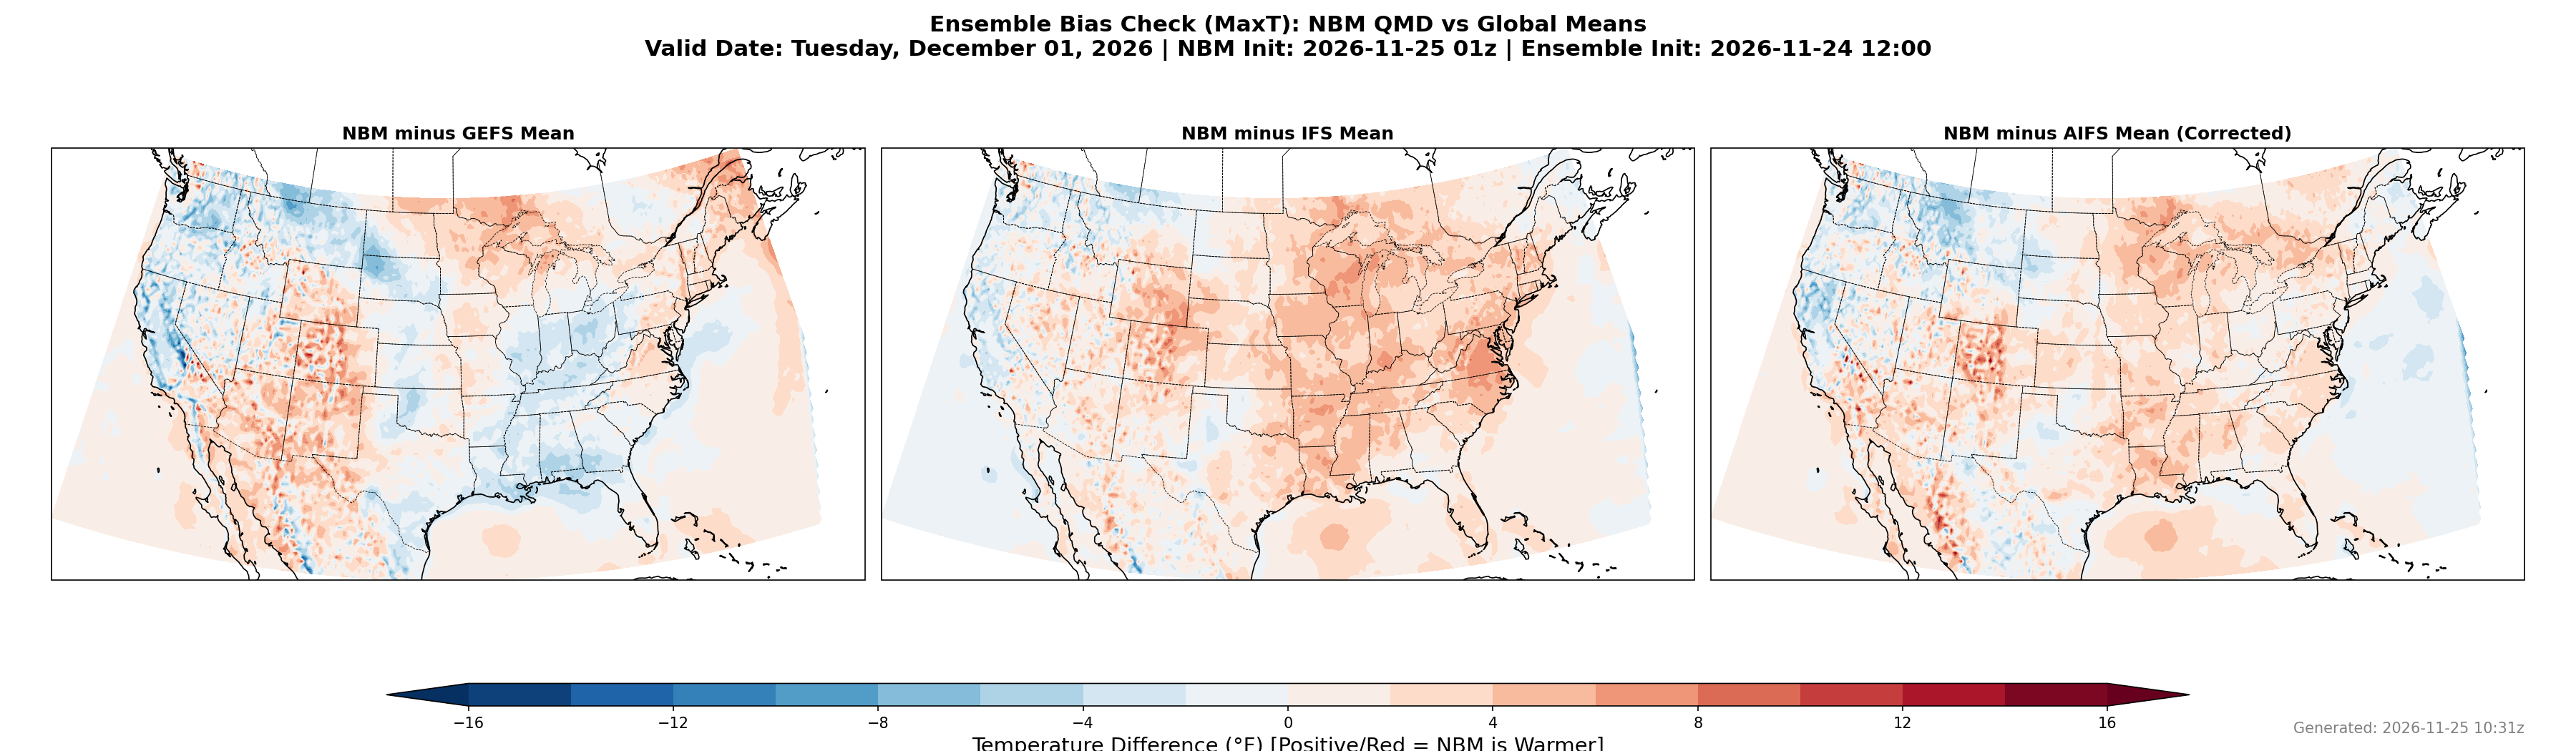 Ensemble Bias Check (MaxT): NBM QMD vs Global Means
Valid Date: Tuesday, December 01, 2026 | NBM Init: 2026-11-25 01z | Ensemble Init: 2026-11-24 12:00
NBM minus GEFS Mean
NBM minus IFS Mean
NBM minus AIFS Mean (Corrected)
−16 −12 −8 −4 0 4 8 12 16
Temperature Difference (°F) [Positive/Red = NBM is Warmer]
Generated: 2026-11-25 10:31z